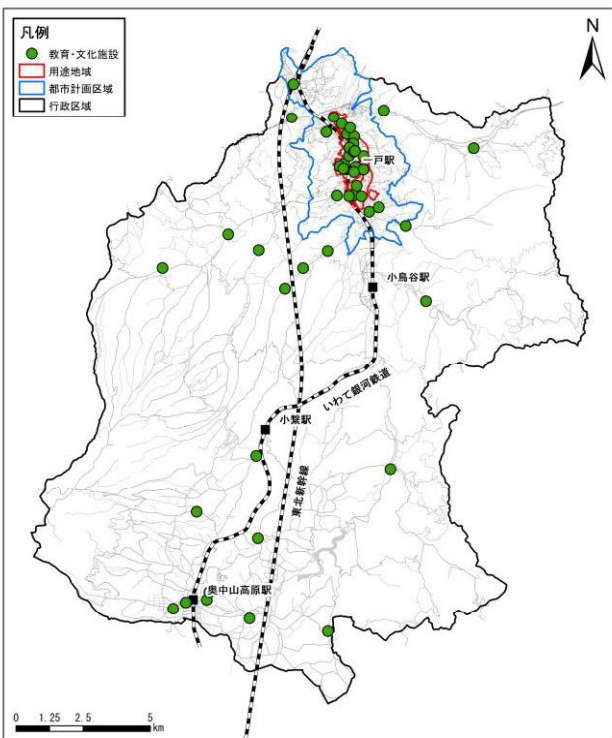 凡例
教育・文化施設
用途地域
都市計画区域
行政区域
N
一戸駅
小鳥谷駅
いわて銀河鉄道
小繋駅
東北新幹線
奥中山高原駅
0 1.25 2.5 5
km